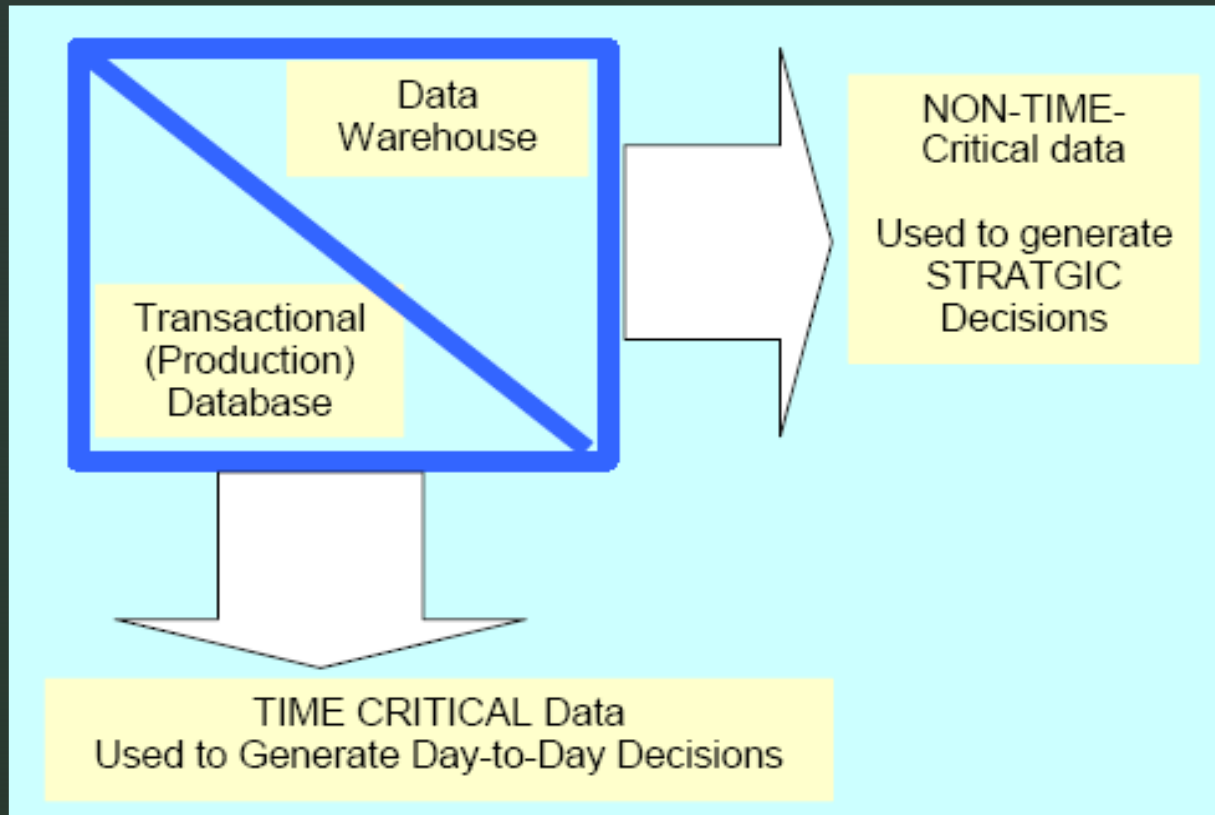 Data
Warehouse
Transactional
(Production)
Database
NON-TIME-
Critical data
Used to generate
STRATGIC
Decisions
TIME CRITICAL Data
Used to Generate Day-to-Day Decisions